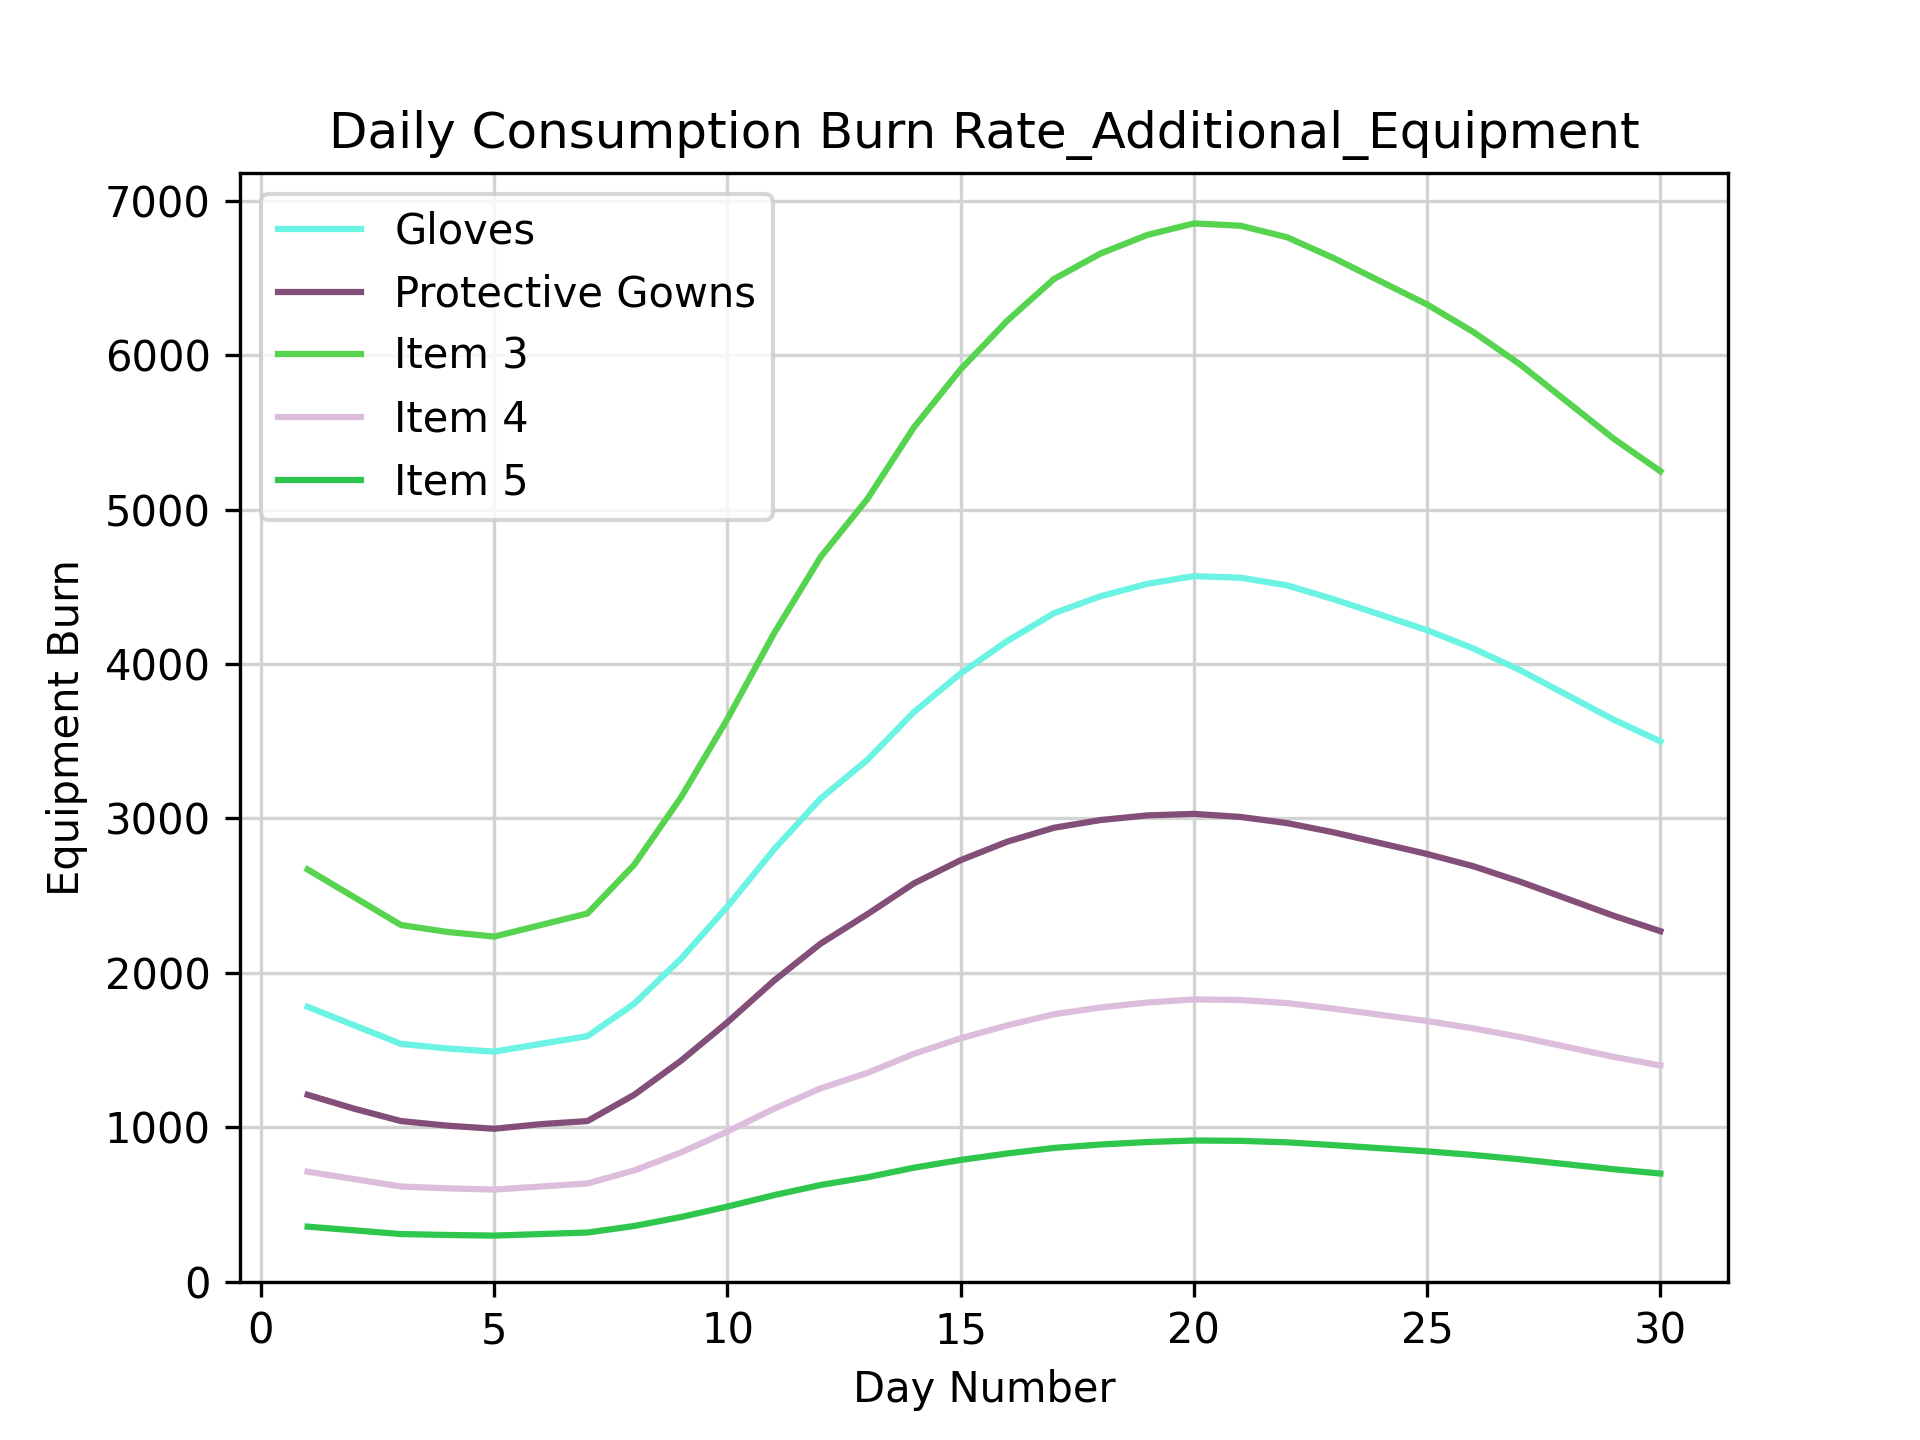 Daily Consumption Burn Rate_Additional_Equipment
7000
6000
5000
4000
3000
2000
1000
0
Equipment Burn
Gloves
Protective Gowns
Item 3
Item 4
Item 5
0 5 10 15 20 25 30
Day Number